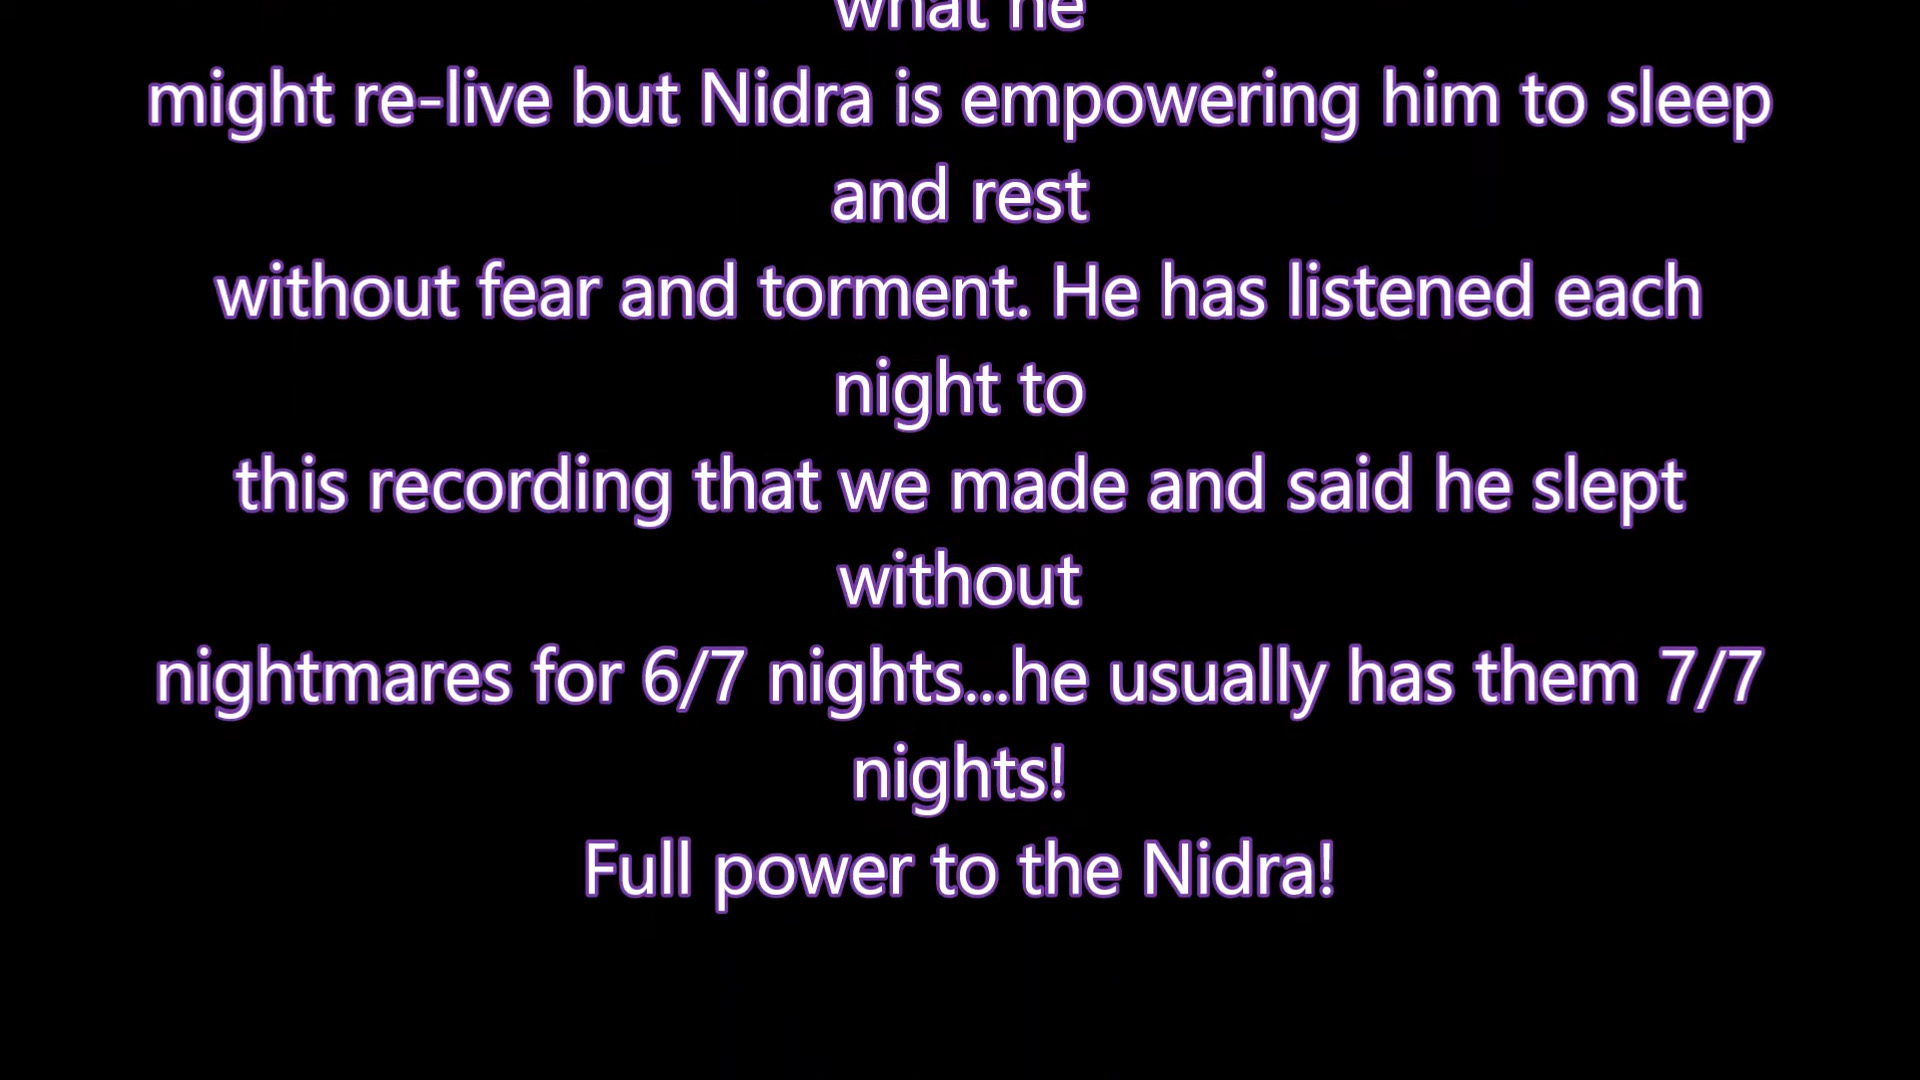 what he
might re-live but Nidra is empowering him to sleep
and rest
without fear and torment. He has listened each
night to
this recording that we made and said he slept
without
nightmares for 6/7 nights...he usually has them 7/7
nights!
Full power to the Nidra!